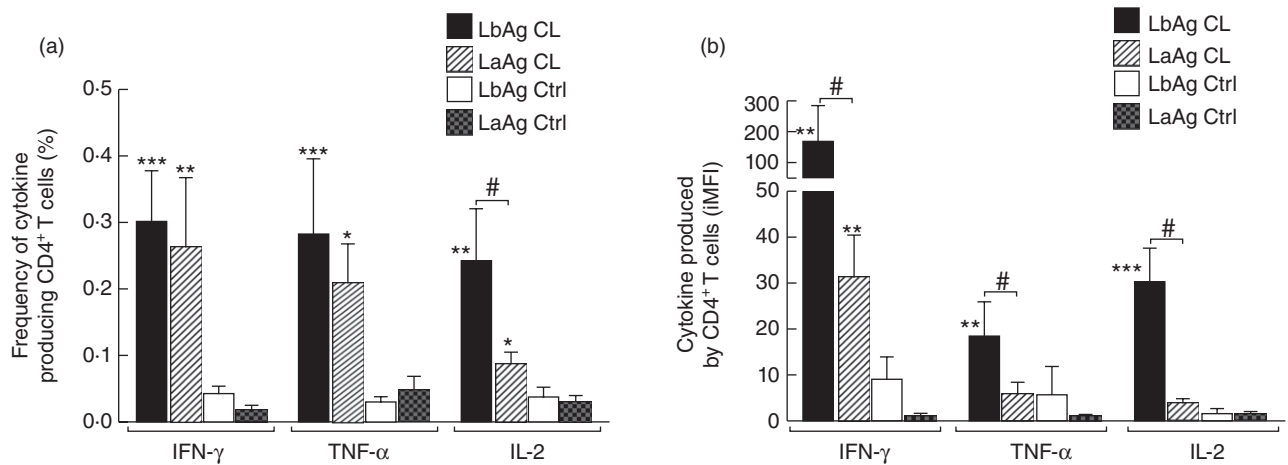 (a)
LbAg CL
LaAg CL
LbAg Ctrl
LaAg Ctrl
Frequency of cytokine
producing CD4⁺ T cells (%)
0·5
0·4
0·3
0·2
0·1
0·0
***
**
***
*
**
#
*
IFN-γ
TNF-α
IL-2
(b)
LbAg CL
LaAg CL
LbAg Ctrl
LaAg Ctrl
Cytokine produced
by CD4⁺ T cells (iMFI)
300
200
100
50
40
30
20
10
0
#
**
**
#
**
#
***
IFN-γ
TNF-α
IL-2